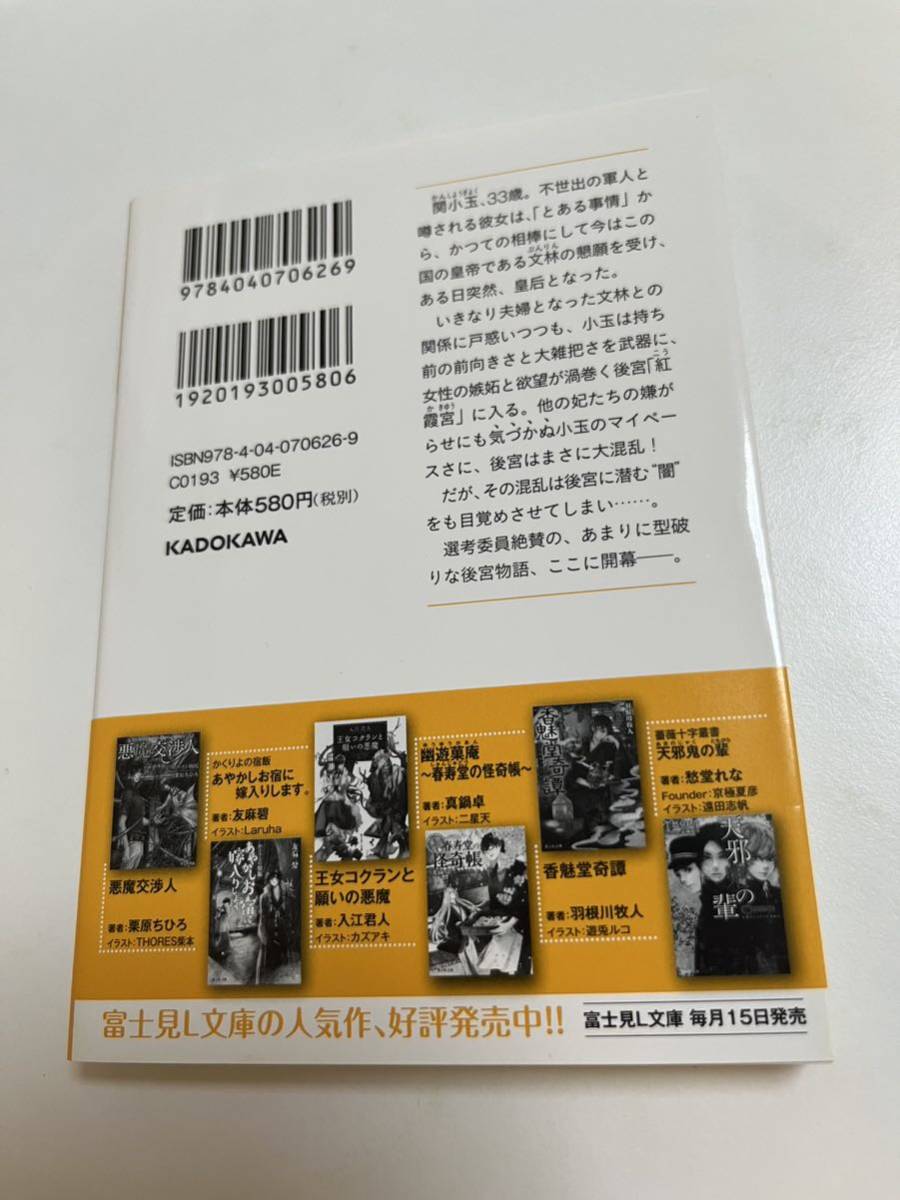 9784040706269
1920193005806
ISBN978-4-04-070626-9
C0193 ¥580E
定価:本体580円(税別)
KADOKAWA
関小玉、33歳。不世出の軍人と
噂される彼女は、「とある事情」か
ら、かつての相棒にして今はこの
国の皇帝である文林の懇願を受け、
ある日突然、皇后となった。
いきなり夫婦となった文林との
関係に戸惑いつつも、小玉は持ち
前の前向きさと大雑把さを武器に、
女性の嫉妬と欲望が渦巻く後宮「紅
霞宮」に入る。他の妃たちの嫌が
らせにも気づかぬ小玉のマイペー
スさに、後宮はまさに大混乱!
だが、その混乱は後宮に潜む“闇”
をも目覚めさせてしまい……。
選考委員絶賛の、あまりに型破
りな後宮物語、ここに開幕——。
悪魔交渉人
悪魔交渉人
著者:栗原ちひろ
イラスト:THORES柴本
かくりよの宿飯
あやかしお宿に
嫁入りします。
著者:友麻碧
イラスト:Laruha
あやかしお宿に
嫁入り
王女コクランと
願いの悪魔
王女コクランと
願いの悪魔
著者:入江君人
イラスト:カズアキ
幽遊菓庵
～春寿堂の怪奇帳～
著者:真鍋卓
イラスト:二星天
春寿堂の
怪奇帳
香魅堂奇譚
香魅堂奇譚
著者:羽根川牧人
イラスト:遊兎ルコ
薔薇十字叢書
天邪鬼の輩
著者:愁堂れな
Founder:京極夏彦
イラスト:遠田志帆
天邪鬼の輩
富士見L文庫の人気作、好評発売中!!
富士見L文庫 毎月15日発売